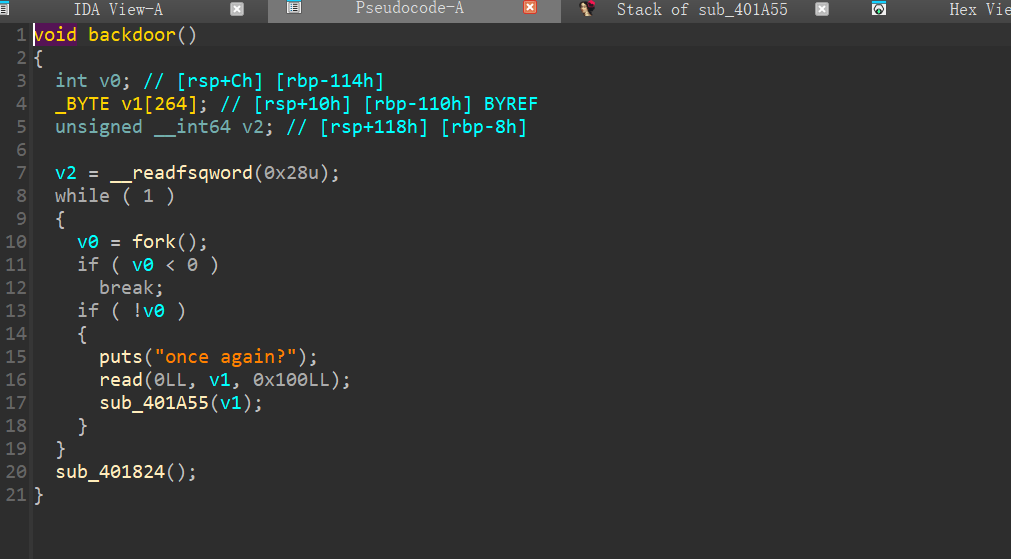 IDA View-A Pseudocode-A Stack of sub_401A55 Hex Vie
1 void backdoor()
2 {
3 int v0; // [rsp+Ch] [rbp-114h]
4 _BYTE v1[264]; // [rsp+10h] [rbp-110h] BYREF
5 unsigned __int64 v2; // [rsp+118h] [rbp-8h]
6
7 v2 = __readfsqword(0x28u);
8 while ( 1 )
9 {
10 v0 = fork();
11 if ( v0 < 0 )
12 break;
13 if ( !v0 )
14 {
15 puts("once again?");
16 read(0LL, v1, 0x100LL);
17 sub_401A55(v1);
18 }
19 }
20 sub_401824();
21 }